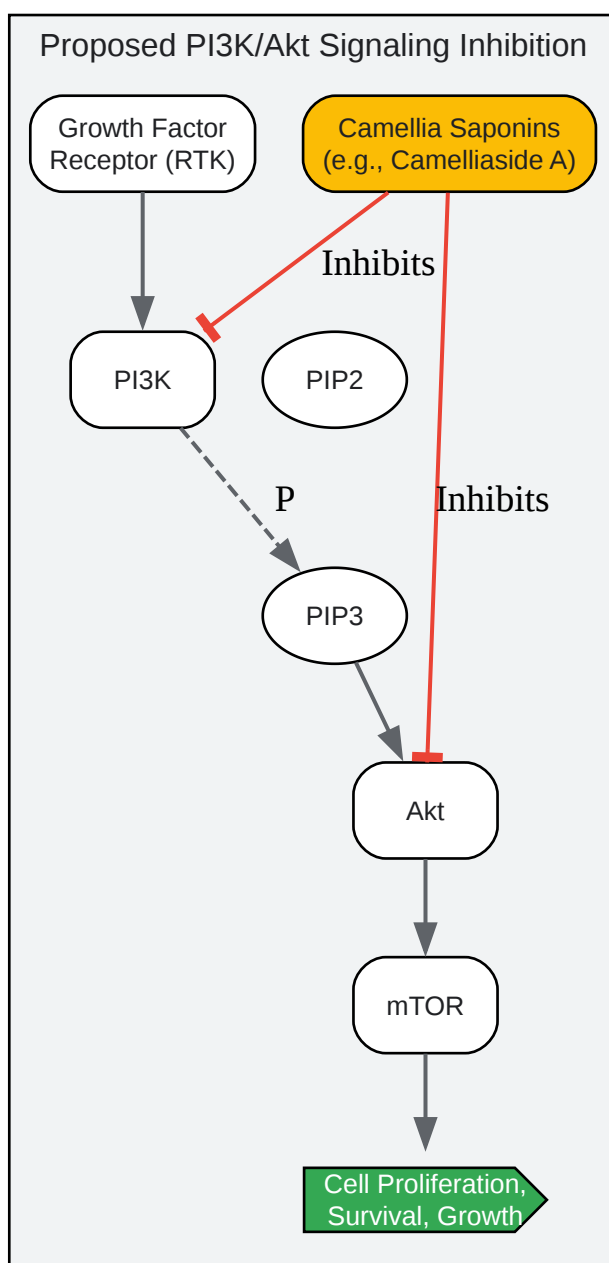 Proposed PI3K/Akt Signaling Inhibition
Growth Factor
Receptor (RTK)
Camellia Saponins
(e.g., Camelliaside A)
Inhibits
PI3K
PIP2
P
Inhibits
PIP3
Akt
mTOR
Cell Proliferation,
Survival, Growth